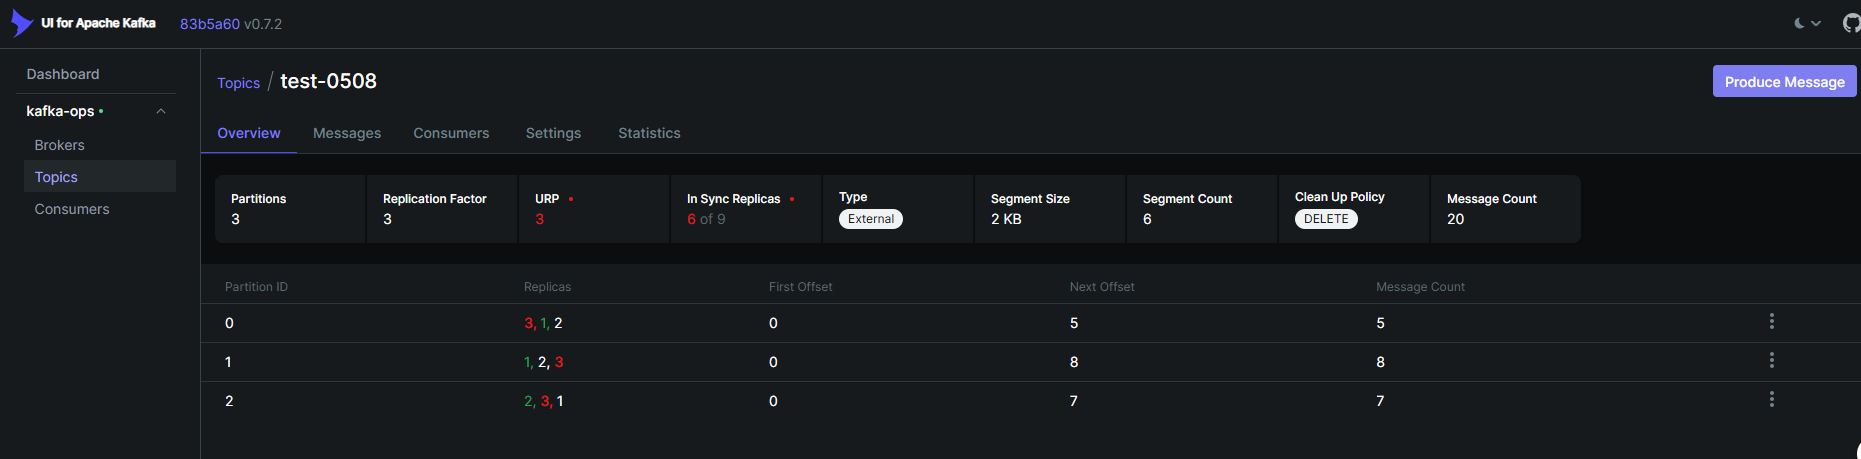 UI for Apache Kafka 83b5a60 v0.7.2
Dashboard
kafka-ops
Brokers
Topics
Consumers
Topics / test-0508
Produce Message
Overview Messages Consumers Settings Statistics
Partitions Replication Factor URP In Sync Replicas Type Segment Size Segment Count Clean Up Policy Message Count
3 3 3 6 of 9 External 2 KB 6 DELETE 20
Partition ID Replicas First Offset Next Offset Message Count
0 3, 1, 2 0 5 5
1 1, 2, 3 0 8 8
2 2, 3, 1 0 7 7